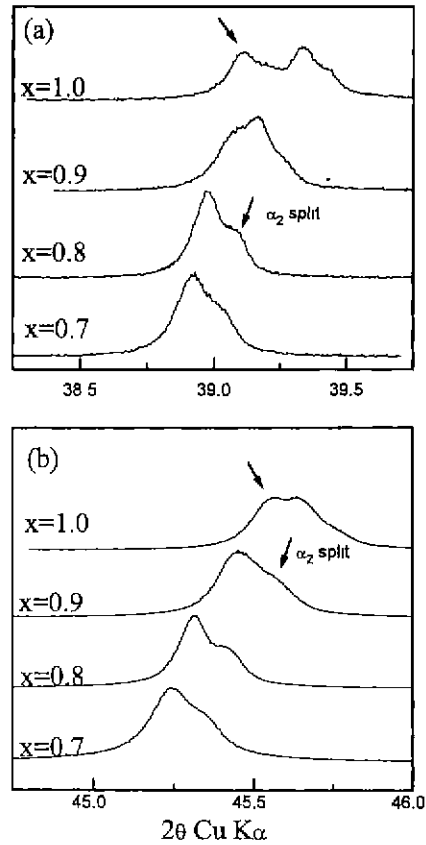 (a)
x=1.0
x=0.9
α₂ split
x=0.8
x=0.7
38 5 39.0 39.5
(b)
x=1.0
α₂ split
x=0.9
x=0.8
x=0.7
45.0 45.5 46.0
2θ Cu Kα